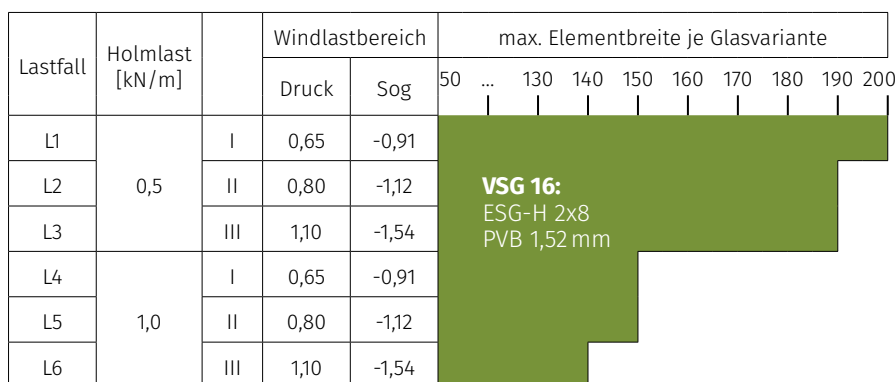 Lastfall Holmlast [kN/m] Windlastbereich max. Elementbreite je Glasvariante
Druck Sog 50 ... 130 140 150 160 170 180 190 200
L1 I 0,65 -0,91
L2 0,5 II 0,80 -1,12
L3 III 1,10 -1,54
VSG 16:
ESG-H 2x8
PVB 1,52 mm
L4 I 0,65 -0,91
L5 1,0 II 0,80 -1,12
L6 III 1,10 -1,54